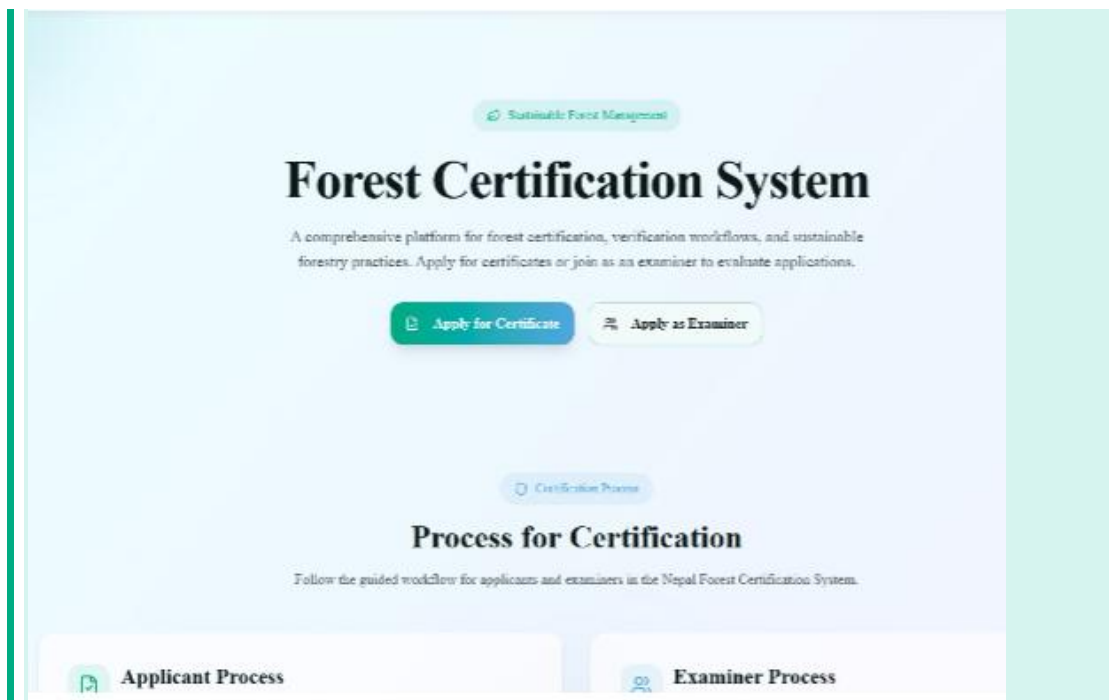 Sustainable Forest Management
Forest Certification System
A comprehensive platform for forest certification, verification workflows, and sustainable
forestry practices. Apply for certificates or join as an examiner to evaluate applications.
Apply for Certificate
Apply as Examiner
Certification Process
Process for Certification
Follow the guided workflow for applicants and examiners in the Nepal Forest Certification System.
Applicant Process
Examiner Process